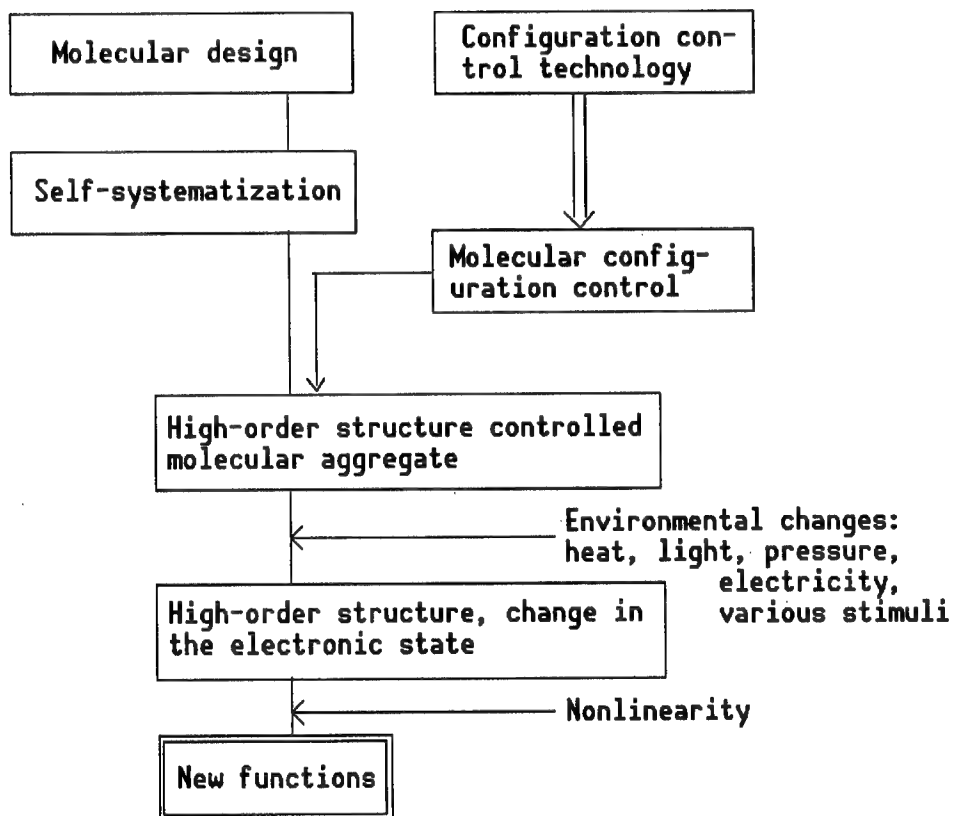 Molecular design
Configuration con-
trol technology
Self-systematization
Molecular config-
uration control
High-order structure controlled
molecular aggregate
Environmental changes:
heat, light, pressure,
electricity,
various stimuli
High-order structure, change in
the electronic state
Nonlinearity
New functions